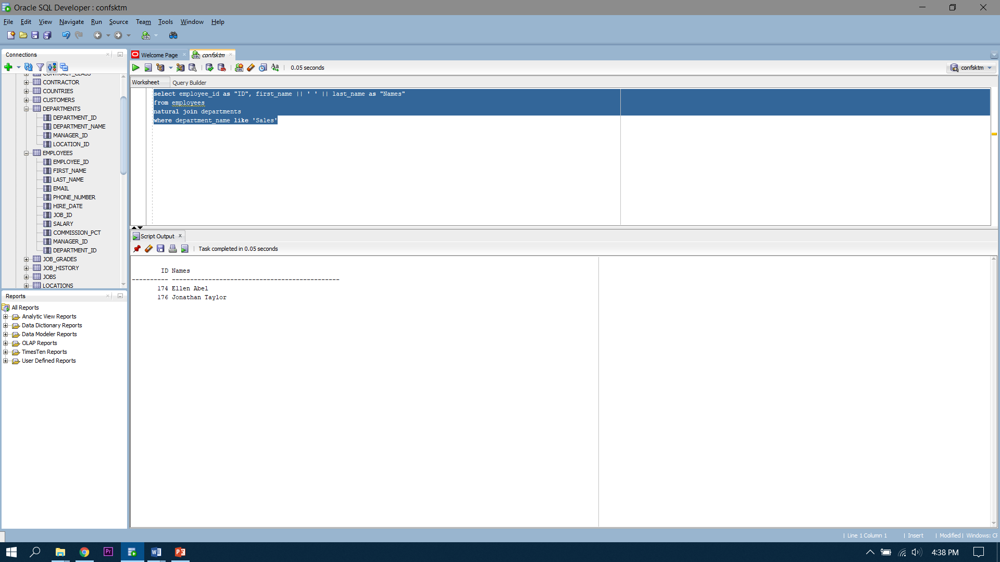 Oracle SQL Developer : confsktm
File Edit View Navigate Run Source Team Tools Window Help
Connections
CONTRACT_CLASS
CONTRACTOR
COUNTRIES
CUSTOMERS
DEPARTMENTS
DEPARTMENT_ID
DEPARTMENT_NAME
MANAGER_ID
LOCATION_ID
EMPLOYEES
EMPLOYEE_ID
FIRST_NAME
LAST_NAME
EMAIL
PHONE_NUMBER
HIRE_DATE
JOB_ID
SALARY
COMMISSION_PCT
MANAGER_ID
DEPARTMENT_ID
JOB_GRADES
JOB_HISTORY
JOBS
LOCATIONS
Reports
All Reports
Analytic View Reports
Data Dictionary Reports
Data Modeler Reports
OLAP Reports
TimesTen Reports
User Defined Reports
Welcome Page confsktm
0.05 seconds
confsktm
Worksheet Query Builder
select employee_id as "ID", first_name || ' ' || last_name as "Names"
from employees
natural join departments
where department_name like 'Sales'
Script Output
Task completed in 0.05 seconds
ID Names
---------- ----------------------------------------------
174 Ellen Abel
176 Jonathan Taylor
| Line 1 Column 1 | Insert | Modified | Windows: CF
4:38 PM